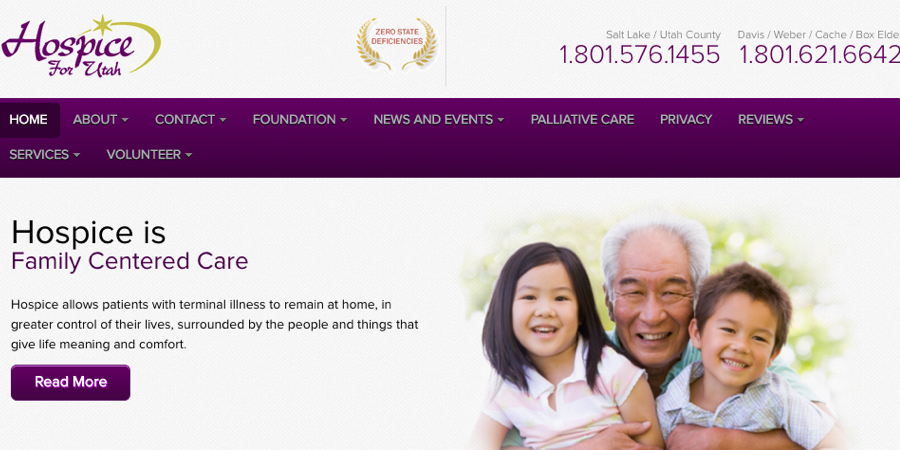 Hospice
For Utah
ZERO STATE
DEFICIENCIES
Salt Lake / Utah County
1.801.576.1455
Davis / Weber / Cache / Box Elde
1.801.621.6642
HOME ABOUT CONTACT FOUNDATION NEWS AND EVENTS PALLIATIVE CARE PRIVACY REVIEWS
SERVICES VOLUNTEER
Hospice is
Family Centered Care
Hospice allows patients with terminal illness to remain at home, in
greater control of their lives, surrounded by the people and things that
give life meaning and comfort.
Read More